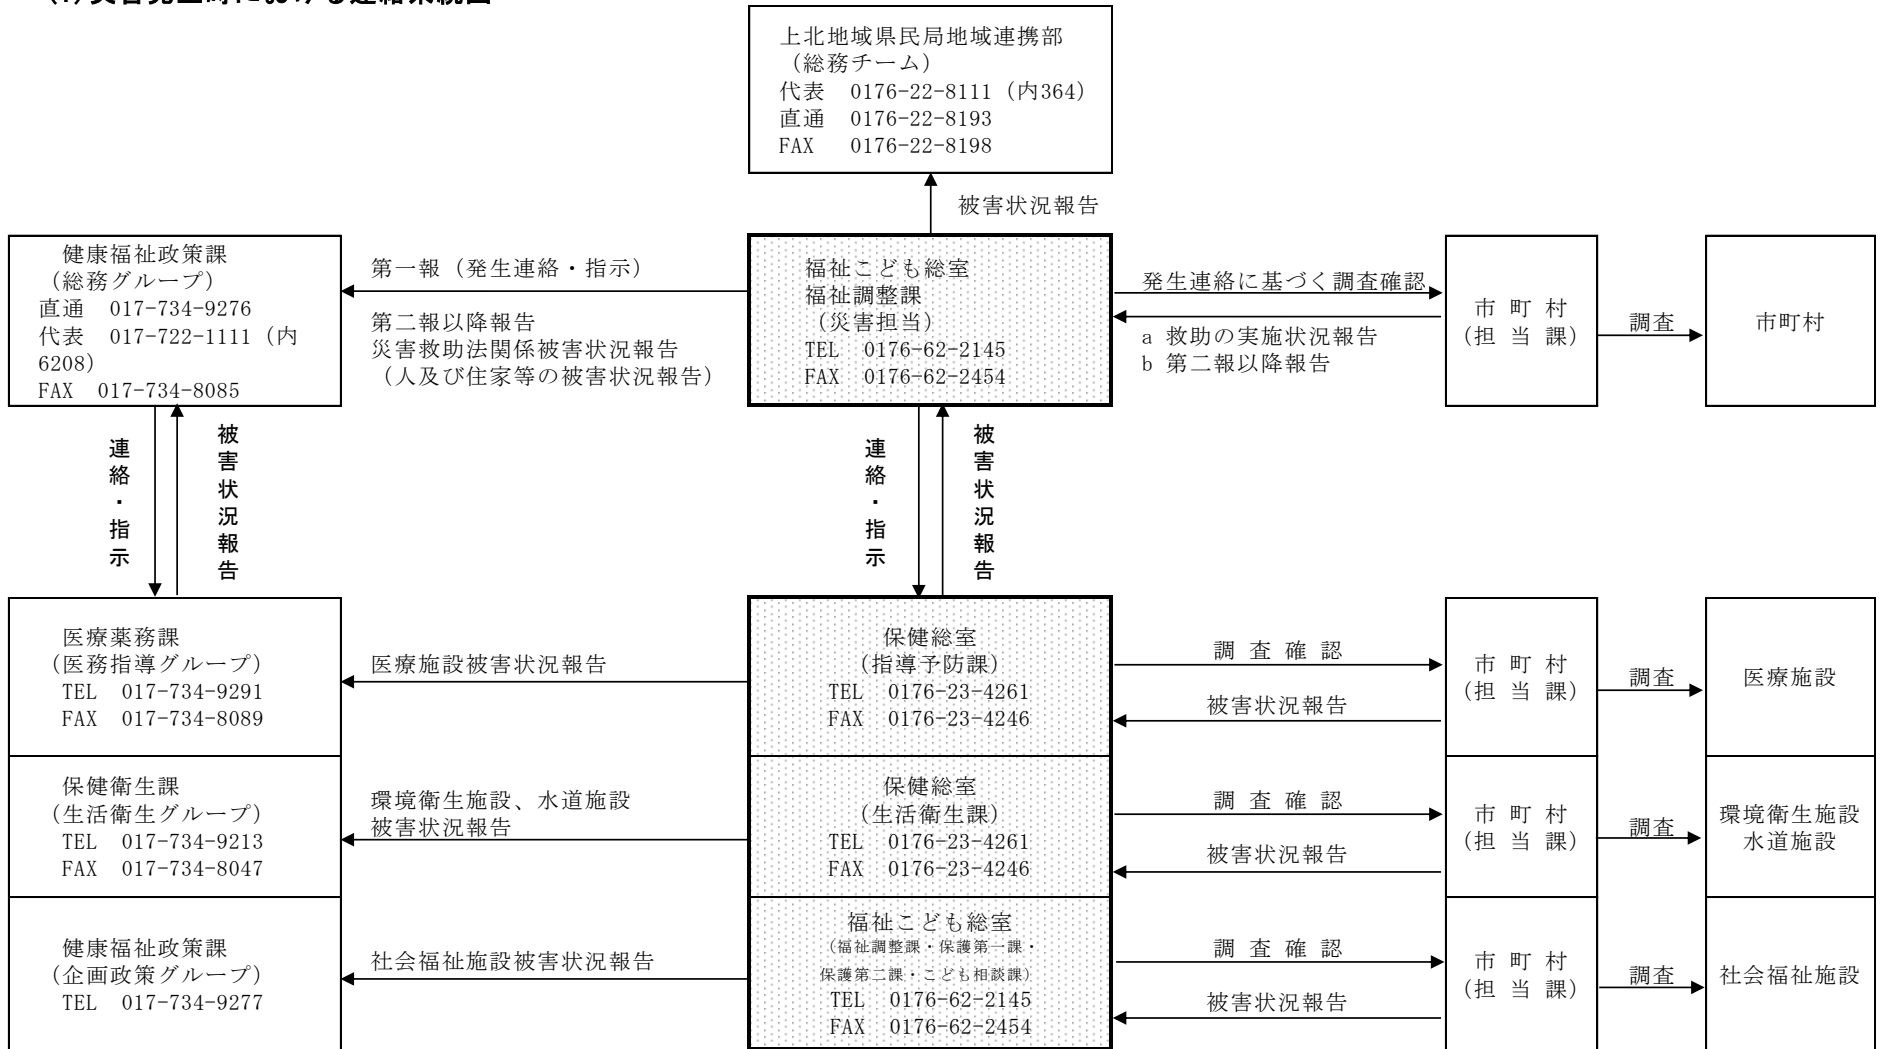 (1)災害発生時における連絡系統図
上北地域県民局地域連携部
（総務チーム）
代表　0176-22-8111（内364）
直通　0176-22-8193
FAX　0176-22-8198
被害状況報告
健康福祉政策課
（総務グループ）
直通　017-734-9276
代表　017-722-1111（内
6208）
FAX　017-734-8085
第一報（発生連絡・指示）
第二報以降報告
災害救助法関係被害状況報告
（人及び住家等の被害状況報告）
福祉こども総室
福祉調整課
（災害担当）
TEL　0176-62-2145
FAX　0176-62-2454
発生連絡に基づく調査確認
a 救助の実施状況報告
b 第二報以降報告
市 町 村
(担 当 課)
調査
市町村
連絡・指示
被害状況報告
連絡・指示
被害状況報告
医療薬務課
（医務指導グループ）
TEL　017-734-9291
FAX　017-734-8089
医療施設被害状況報告
保健総室
（指導予防課）
TEL　0176-23-4261
FAX　0176-23-4246
調 査 確 認
被害状況報告
市 町 村
(担 当 課)
調査
医療施設
保健衛生課
（生活衛生グループ）
TEL　017-734-9213
FAX　017-734-8047
環境衛生施設、水道施設
被害状況報告
保健総室
（生活衛生課）
TEL　0176-23-4261
FAX　0176-23-4246
調 査 確 認
被害状況報告
市 町 村
(担 当 課)
調査
環境衛生施設
水道施設
健康福祉政策課
（企画政策グループ）
TEL　017-734-9277
社会福祉施設被害状況報告
福祉こども総室
（福祉調整課・保護第一課・
保護第二課・こども相談課）
TEL　0176-62-2145
FAX　0176-62-2454
調 査 確 認
被害状況報告
市 町 村
(担 当 課)
調査
社会福祉施設